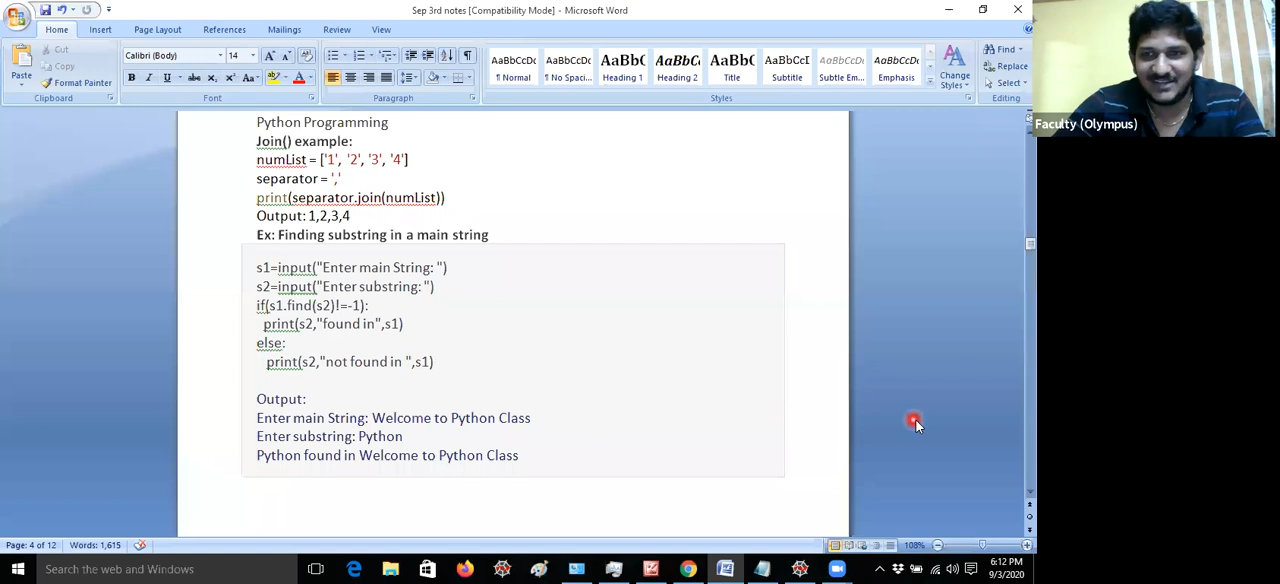 Sep 3rd notes [Compatibility Mode] - Microsoft Word
Home Insert Page Layout References Mailings Review View
Paste
Cut
Copy
Format Painter
Clipboard
Calibri (Body) 14
Font
Paragraph
AaBbCcDc AaBbCcDc AaBbC AaBbCc AaBbC AaBbCcI AaBbCcDi AaBbCcDc
¶ Normal ¶ No Spaci... Heading 1 Heading 2 Title Subtitle Subtle Em... Emphasis
Change Styles
Styles
Find
Replace
Select
Editing
Faculty (Olympus)
Python Programming
Join() example:
numList = ['1', '2', '3', '4']
separator = ','
print(separator.join(numList))
Output: 1,2,3,4
Ex: Finding substring in a main string
s1=input("Enter main String: ")
s2=input("Enter substring: ")
if(s1.find(s2)!=-1):
print(s2,"found in",s1)
else:
print(s2,"not found in ",s1)
Output:
Enter main String: Welcome to Python Class
Enter substring: Python
Python found in Welcome to Python Class
Page: 4 of 12 Words: 1,615 108%
Search the web and Windows
6:12 PM
9/3/2020